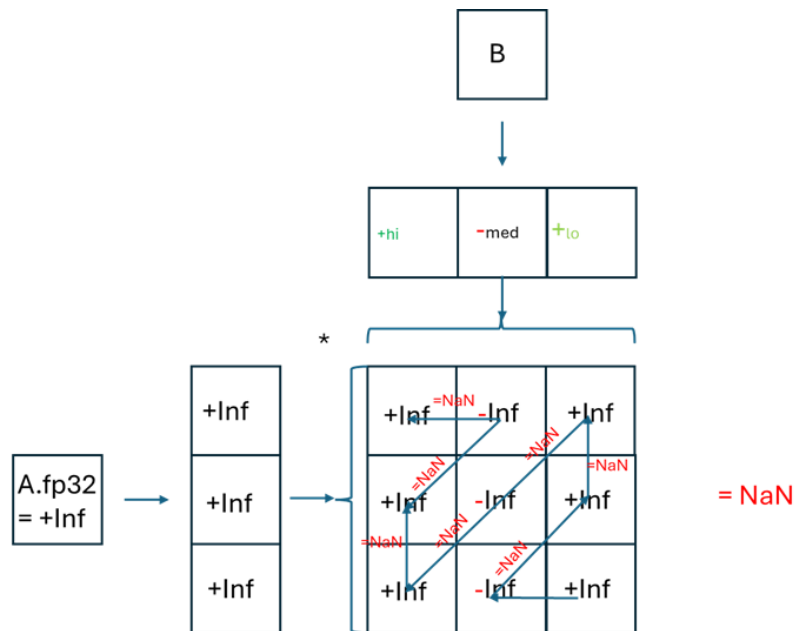 B
+hi
-med
+lo
*
+Inf
+Inf
+Inf
A.fp32
= +Inf
+Inf
-Inf
+Inf
=NaN
=NaN
=NaN
+Inf
-Inf
+Inf
=NaN
=NaN
=NaN
=NaN
+Inf
-Inf
+Inf
= NaN